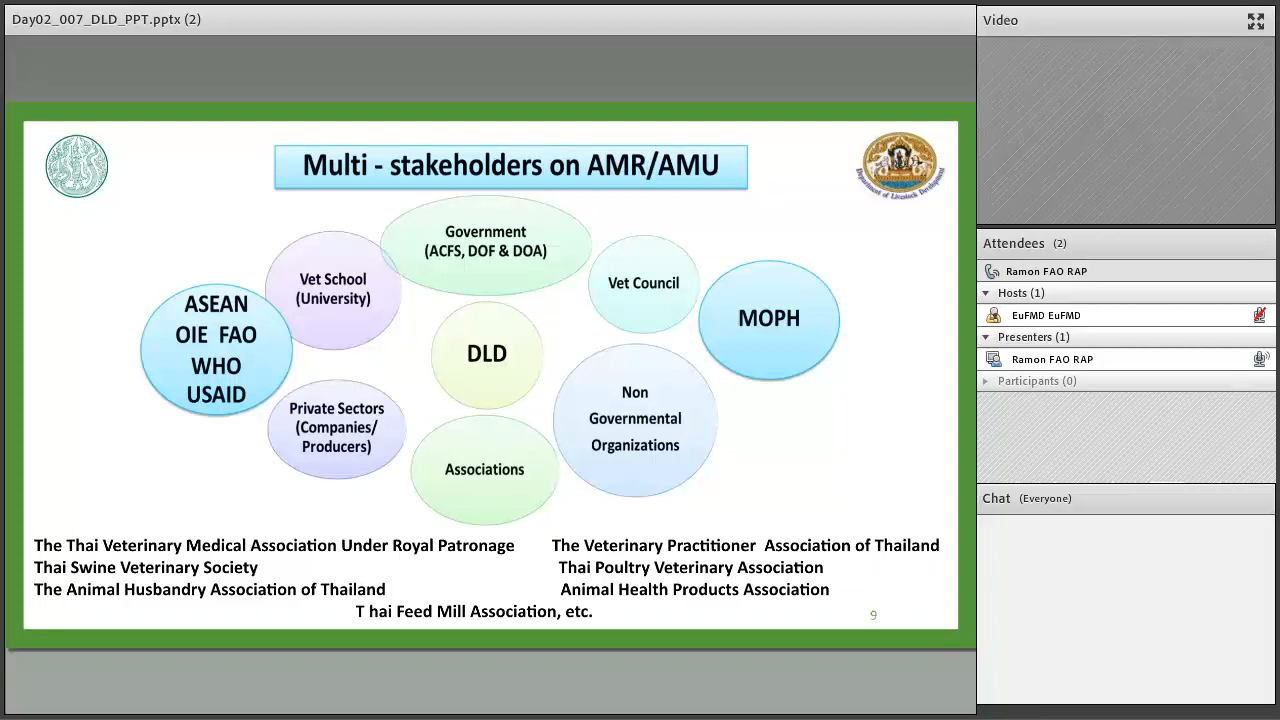 Day02_007_DLD_PPT.pptx (2)
Multi - stakeholders on AMR/AMU
Department of Livestock Development
Government
(ACFS, DOF & DOA)
Vet School
(University)
Vet Council
ASEAN
OIE FAO
WHO
USAID
MOPH
DLD
Private Sectors
(Companies/
Producers)
Non
Governmental
Organizations
Associations
The Thai Veterinary Medical Association Under Royal Patronage
The Veterinary Practitioner Association of Thailand
Thai Swine Veterinary Society
Thai Poultry Veterinary Association
The Animal Husbandry Association of Thailand
Animal Health Products Association
T hai Feed Mill Association, etc.
9
Video
Attendees (2)
Ramon FAO RAP
Hosts (1)
EuFMD EuFMD
Presenters (1)
Ramon FAO RAP
Participants (0)
Chat (Everyone)